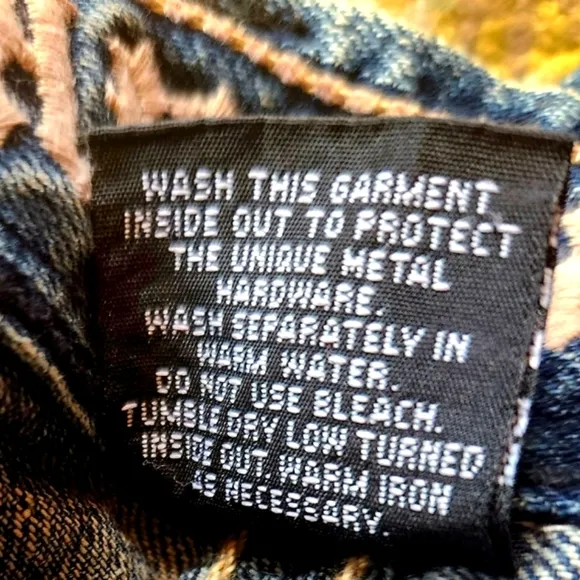 WASH THIS GARMENT
INSIDE OUT TO PROTECT
THE UNIQUE METAL
HARDWARE.
WASH SEPARATELY IN
WARM WATER.
DO NOT USE BLEACH.
TUMBLE DRY LOW TURNED
INSIDE OUT WARM IRON
AS NECESSARY.